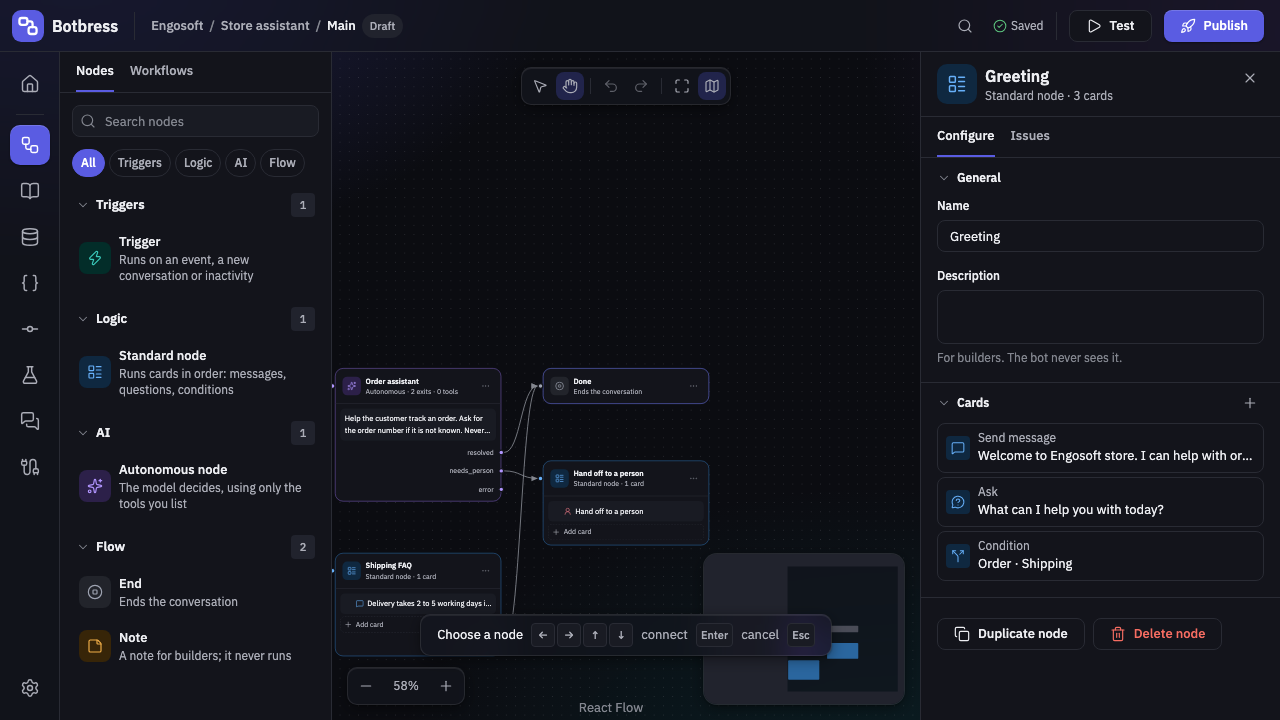 Botbress
Engosoft / Store assistant / Main Draft
Saved
Test
Publish
Nodes Workflows
Search nodes
All Triggers Logic AI Flow
Triggers 1
Trigger
Runs on an event, a new
conversation or inactivity
Logic 1
Standard node
Runs cards in order: messages,
questions, conditions
AI 1
Autonomous node
The model decides, using only the
tools you list
Flow 2
End
Ends the conversation
Note
A note for builders; it never runs
Order assistant
Autonomous · 2 exits · 0 tools
Help the customer track an order. Ask for
the order number if it is not known. Never...
resolved
needs_person
error
Done
Ends the conversation
Hand off to a person
Standard node · 1 card
Hand off to a person
+ Add card
Shipping FAQ
Standard node · 1 card
Delivery takes 2 to 5 working days i...
+ Add card
Choose a node ← → ↑ ↓ connect Enter cancel Esc
58%
React Flow
Greeting
Standard node · 3 cards
Configure Issues
General
Name
Greeting
Description
For builders. The bot never sees it.
Cards
Send message
Welcome to Engosoft store. I can help with or...
Ask
What can I help you with today?
Condition
Order · Shipping
Duplicate node
Delete node